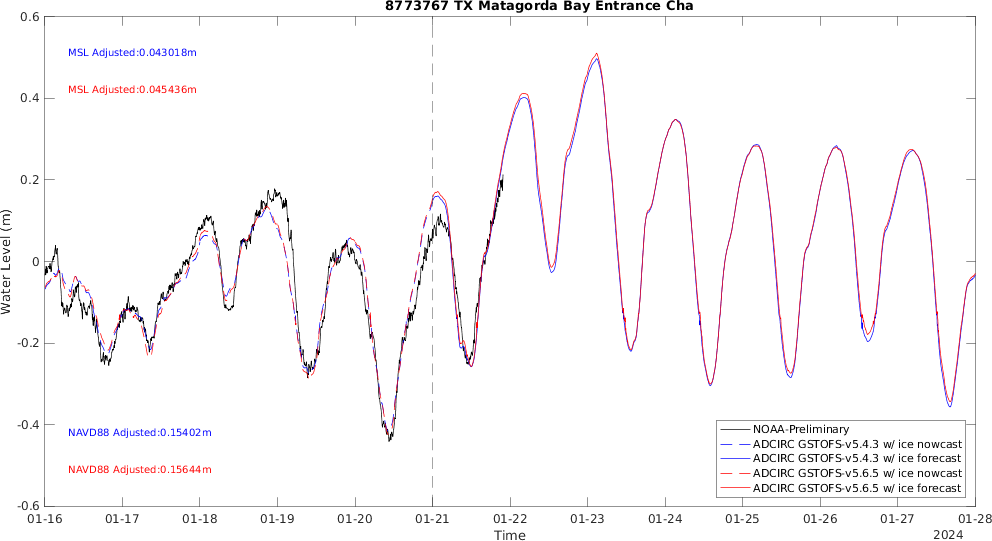 8773767 TX Matagorda Bay Entrance Cha
MSL Adjusted:0.043018m
MSL Adjusted:0.045436m
NAVD88 Adjusted:0.15402m
NAVD88 Adjusted:0.15644m
Water Level (m)
0.6
0.4
0.2
0
-0.2
-0.4
-0.6
NOAA-Preliminary
ADCIRC GSTOFS-v5.4.3 w/ ice nowcast
ADCIRC GSTOFS-v5.4.3 w/ ice forecast
ADCIRC GSTOFS-v5.6.5 w/ ice nowcast
ADCIRC GSTOFS-v5.6.5 w/ ice forecast
01-16 01-17 01-18 01-19 01-20 01-21 01-22 01-23 01-24 01-25 01-26 01-27 01-28
Time
2024